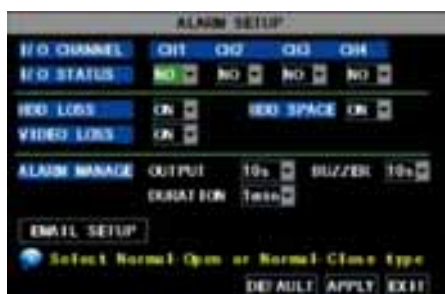 ALARM SETUP
I/O CHANNEL CH1 CH2 CH3 CH4
I/O STATUS NO NO NO NO
HDD LOSS ON HDD SPACE ON
VIDEO LOSS ON
ALARM MANAGE OUTPUT 10s BUZZER 10s
DURATION 1min
EMAIL SETUP
Select Normal Open or Normal Close type
DEFAULT APPLY EXIT